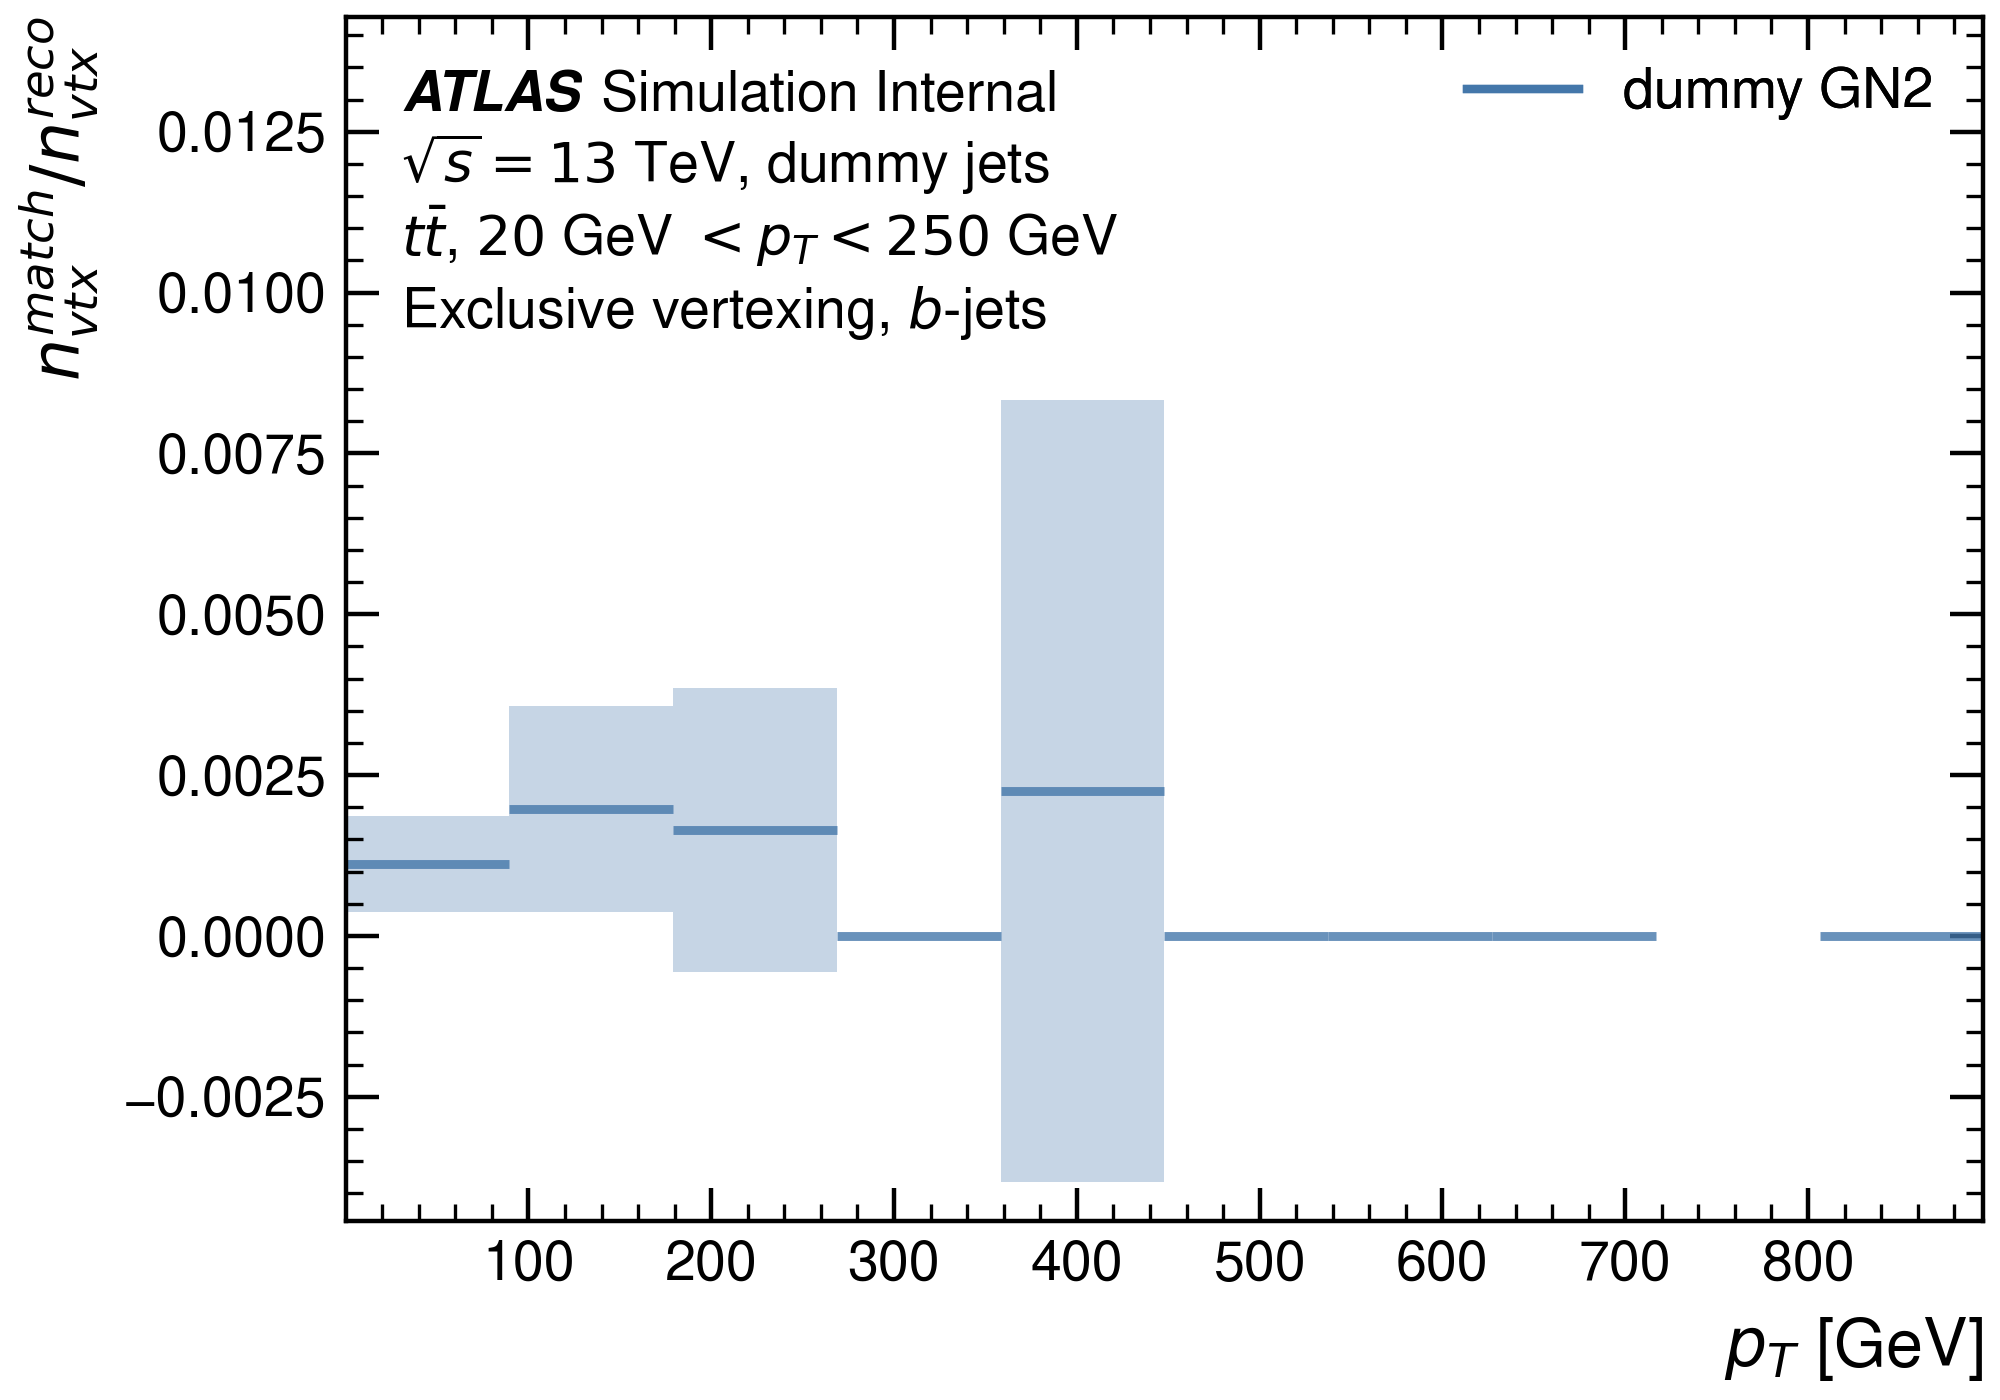 ATLAS Simulation Internal
√s = 13 TeV, dummy jets
tt̄, 20 GeV < p_T < 250 GeV
Exclusive vertexing, b-jets
dummy GN2
n_vtx^match/n_vtx^reco
0.0125
0.0100
0.0075
0.0050
0.0025
0.0000
−0.0025
100 200 300 400 500 600 700 800
p_T [GeV]